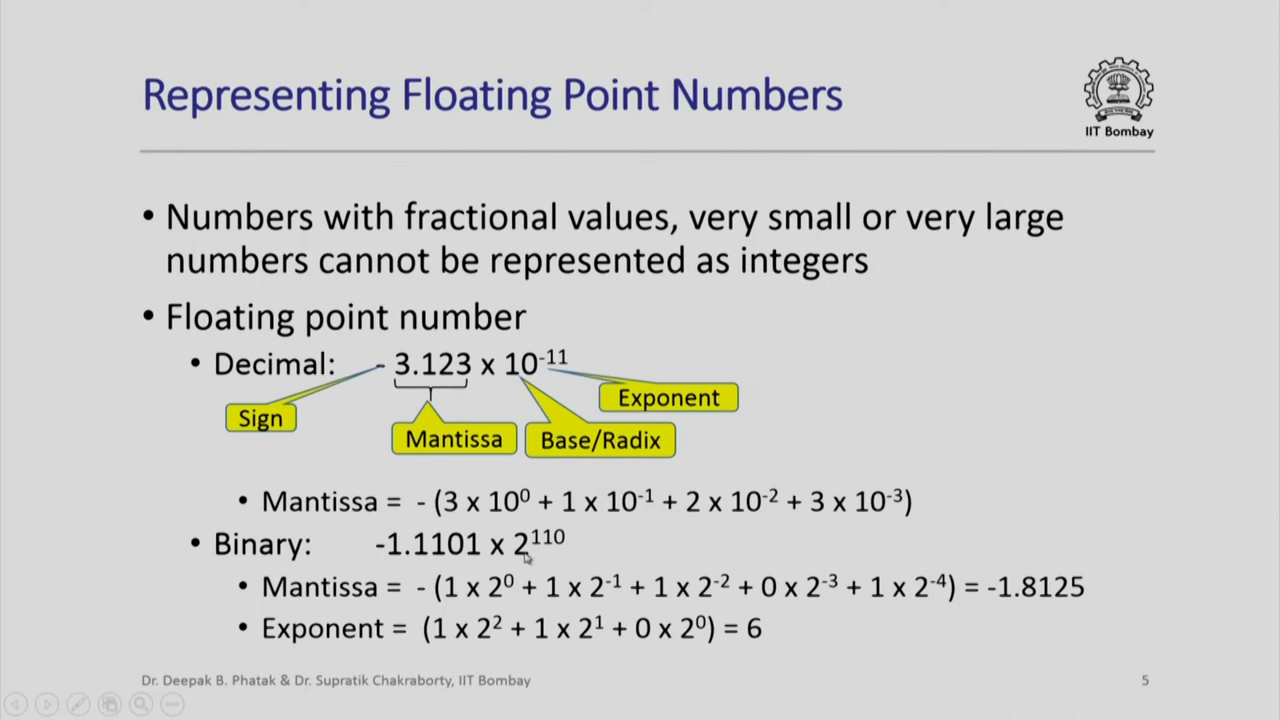 Representing Floating Point Numbers
IIT Bombay
• Numbers with fractional values, very small or very large
numbers cannot be represented as integers
• Floating point number
• Decimal: - 3.123 x 10⁻¹¹
Exponent
Sign
Mantissa
Base/Radix
• Mantissa = - (3 x 10⁰ + 1 x 10⁻¹ + 2 x 10⁻² + 3 x 10⁻³)
• Binary: -1.1101 x 2¹¹⁰
• Mantissa = - (1 x 2⁰ + 1 x 2⁻¹ + 1 x 2⁻² + 0 x 2⁻³ + 1 x 2⁻⁴) = -1.8125
• Exponent = (1 x 2² + 1 x 2¹ + 0 x 2⁰) = 6
Dr. Deepak B. Phatak & Dr. Supratik Chakraborty, IIT Bombay
5